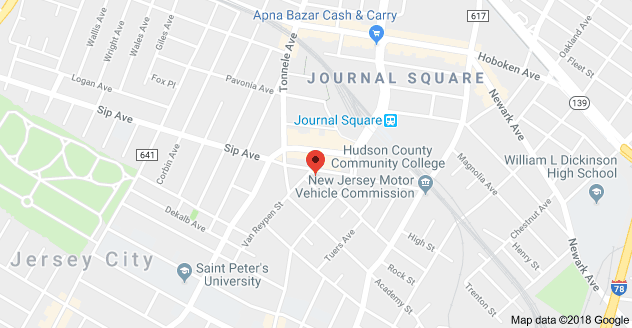 Apna Bazar Cash & Carry
617
Wallis Ave
Wright Ave
Wales Ave
Giles Ave
Tonnele Ave
Oakland Ave
Fleet St
Hoboken Ave
Logan Ave
Fox Pl
Pavonia Ave
JOURNAL SQUARE
Newark Ave
139
Sip Ave
Journal Square
641
Corbin Ave
Sip Ave
Hudson County
Community College
Magnolia Ave
William L Dickinson
High School
New Jersey Motor
Vehicle Commission
Dekalb Ave
Van Reypen St
Chestnut Ave
Tuers Ave
High St
Henry St
Newark Ave
Jersey City
Saint Peter's
University
Rock St
Academy St
Trenton St
78
Map data ©2018 Google